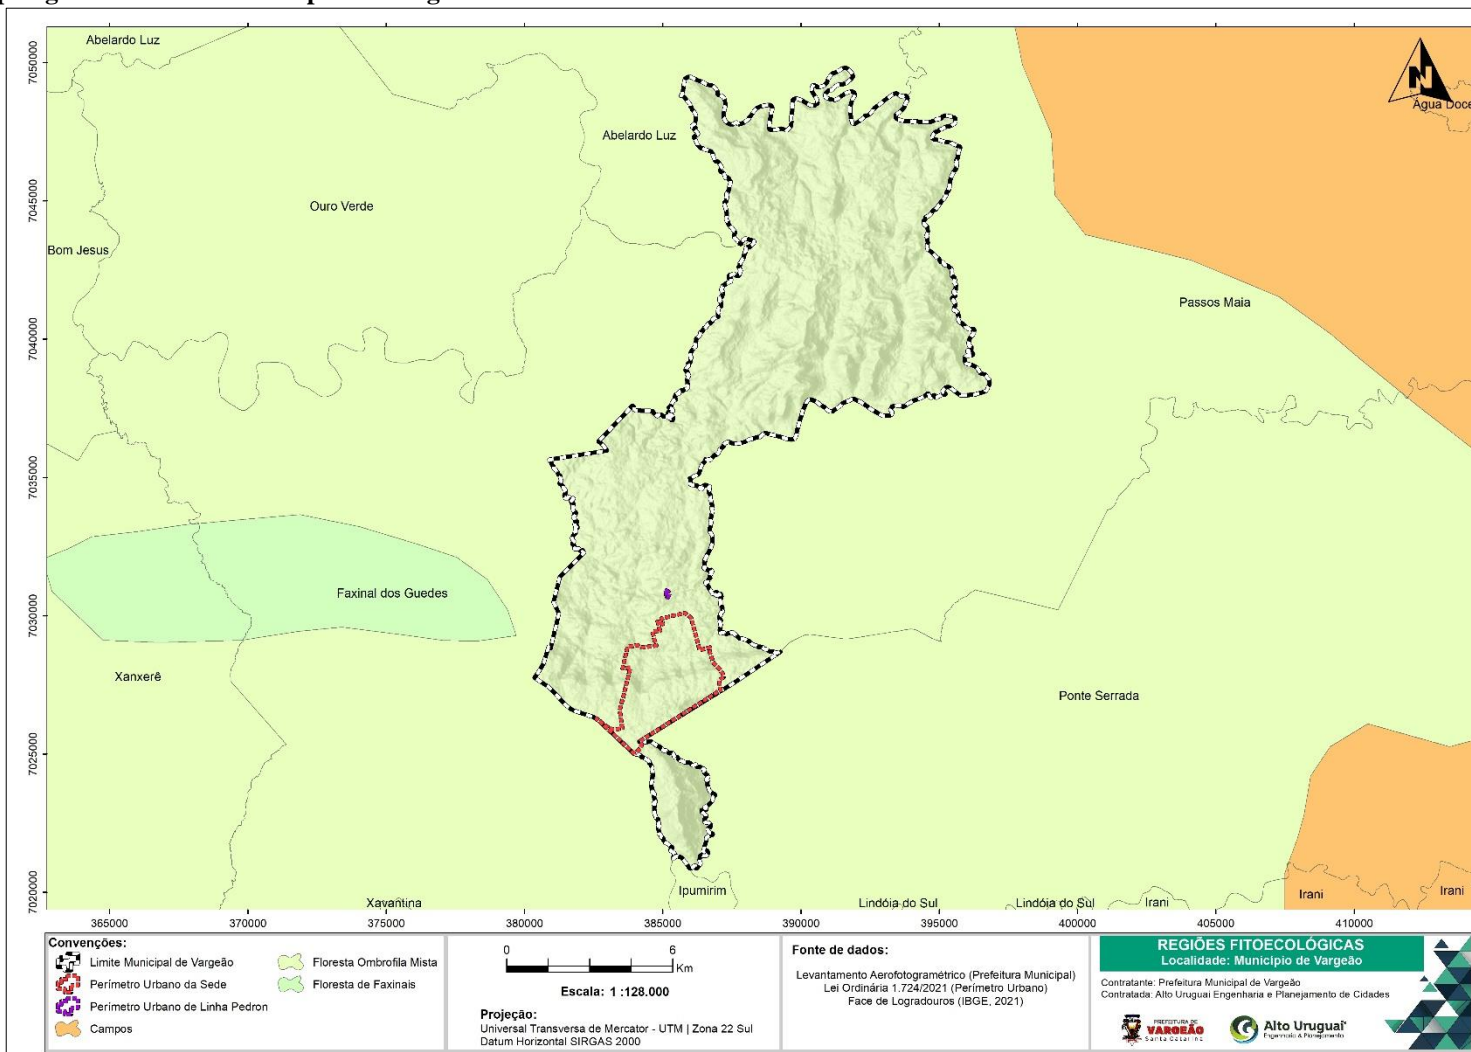 Abelardo Luz
N
Água Doce
Abelardo Luz
Ouro Verde
Bom Jesus
Passos Maia
Faxinal dos Guedes
Xanxerê
Ponte Serrada
Ipumirim
Xavantina
Lindóia do Sul
Lindóia do Sul
Irani
Irani
Irani
7050000
7045000
7040000
7035000
7030000
7025000
7020000
365000 370000 375000 380000 385000 390000 395000 400000 405000 410000
Convenções:
Limite Municipal de Vargeão
Perímetro Urbano da Sede
Perímetro Urbano de Linha Pedron
Campos
Floresta Ombrofila Mista
Floresta de Faxinais
0 6
Km
Escala: 1 :128.000
Projeção:
Universal Transversa de Mercator - UTM | Zona 22 Sul
Datum Horizontal SIRGAS 2000
Fonte de dados:
Levantamento Aerofotogramétrico (Prefeitura Municipal)
Lei Ordinária 1.724/2021 (Perímetro Urbano)
Face de Logradouros (IBGE, 2021)
REGIÕES FITOECOLÓGICAS
Localidade: Município de Vargeão
Contratante: Prefeitura Municipal de Vargeão
Contratada: Alto Uruguai Engenharia e Planejamento de Cidades
PREFEITURA DE
VARGEÃO
Santa Catarina
Alto Uruguai
Engenharia & Planejamento